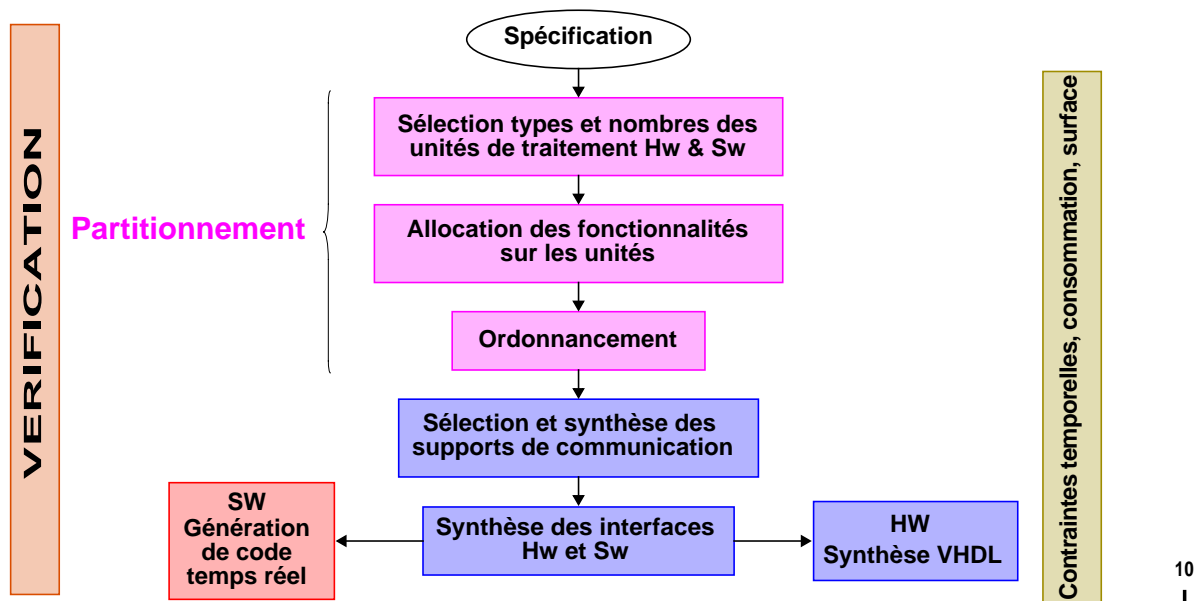 VERIFICATION
Spécification
Sélection types et nombres des
unités de traitement Hw & Sw
Partitionnement
Allocation des fonctionnalités
sur les unités
Ordonnancement
Sélection et synthèse des
supports de communication
SW
Génération
de code
temps réel
Synthèse des interfaces
Hw et Sw
HW
Synthèse VHDL
Contraintes temporelles, consommation, surface
10